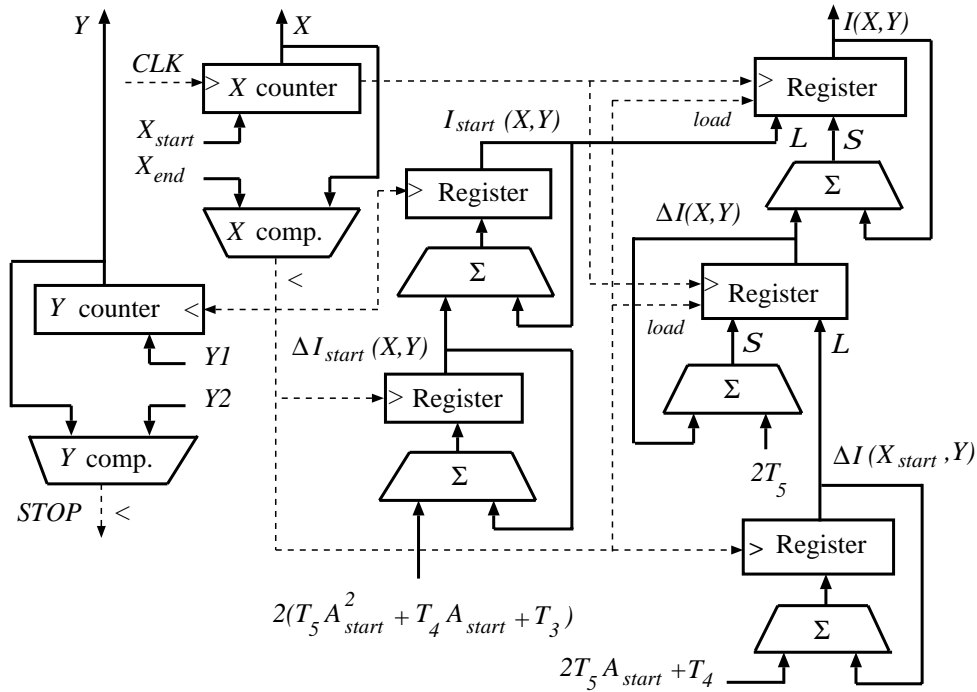 Y
X
I(X,Y)
CLK
> X counter
> Register
X_start
I_start (X,Y)
load
L
S
X_end
> Register
Σ
X comp.
ΔI(X,Y)
<
Σ
> Register
Y counter <
load
Y1
ΔI_start (X,Y)
S
L
Y2
> Register
Σ
Y comp.
Σ
2T_5
ΔI(X_start ,Y)
STOP <
> Register
2(T_5 A^2_start + T_4 A_start + T_3 )
Σ
2T_5 A_start + T_4